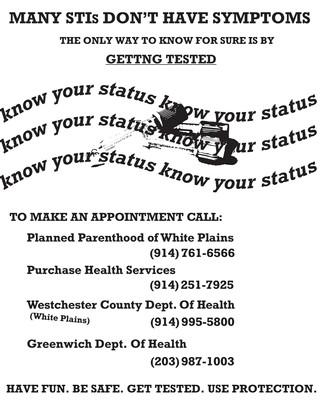 MANY STIs DON'T HAVE SYMPTOMS
THE ONLY WAY TO KNOW FOR SURE IS BY
GETTNG TESTED
know your status know your status
know your status know your status
know your status know your status
TO MAKE AN APPOINTMENT CALL:
Planned Parenthood of White Plains
(914) 761-6566
Purchase Health Services
(914) 251-7925
Westchester County Dept. Of Health
(White Plains)
(914) 995-5800
Greenwich Dept. Of Health
(203) 987-1003
HAVE FUN. BE SAFE. GET TESTED. USE PROTECTION.